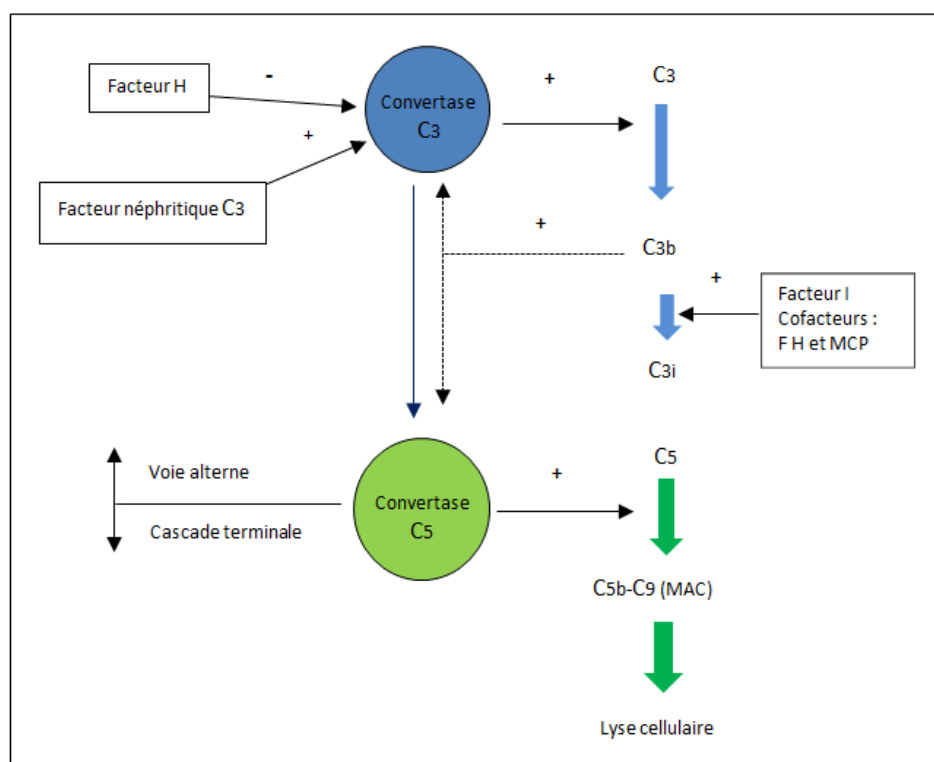 Facteur H
-
+
Convertase
C3
+
C3
Facteur néphritique C3
+
C3b
+
Facteur I
Cofacteurs :
F H et MCP
C3i
Voie alterne
Cascade terminale
Convertase
C5
+
C5
C5b-C9 (MAC)
Lyse cellulaire